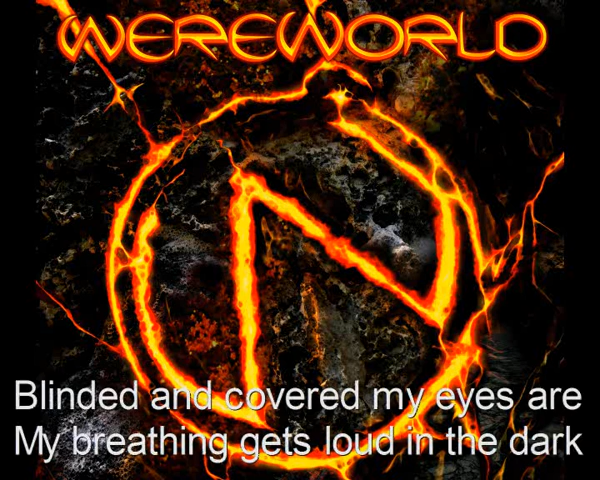 WEREWORLD
Blinded and covered my eyes are
My breathing gets loud in the dark